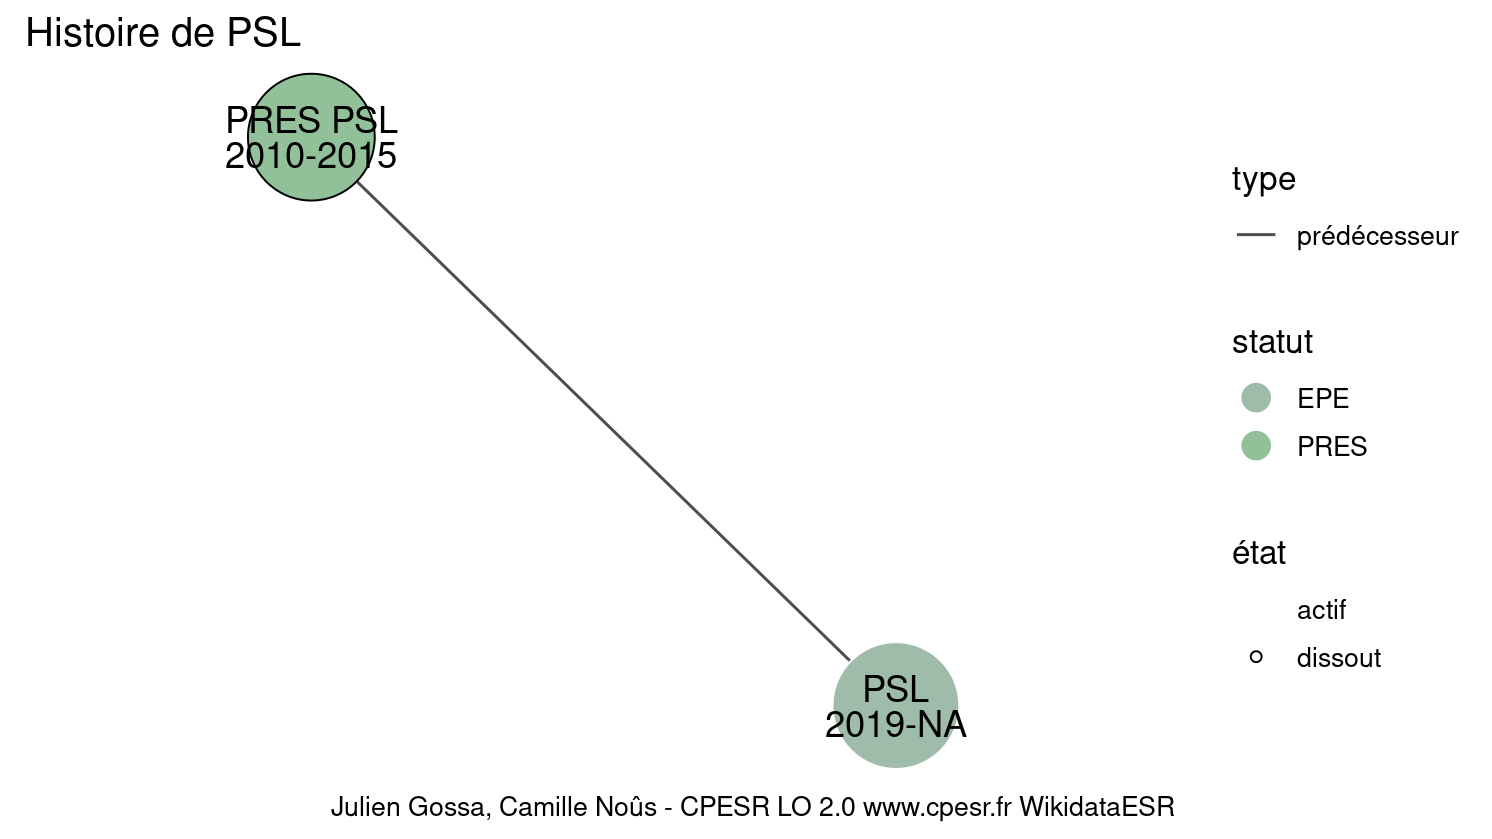 Histoire de PSL
PRES PSL
2010-2015
PSL
2019-NA
type
prédécesseur
statut
EPE
PRES
état
actif
dissout
Julien Gossa, Camille Noûs - CPESR LO 2.0 www.cpesr.fr WikidataESR